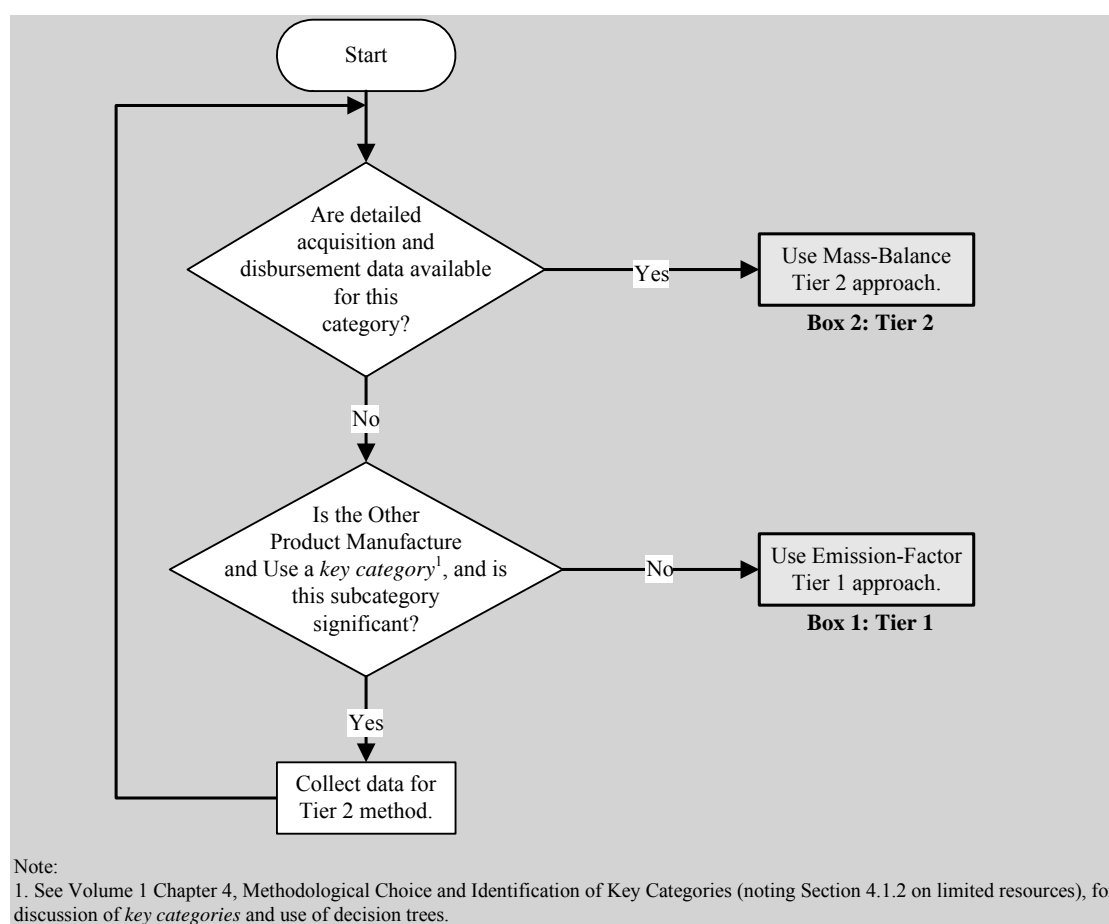 Start
Are detailed
acquisition and
disbursement data available
for this
category?
Yes
Use Mass-Balance
Tier 2 approach.
Box 2: Tier 2
No
Is the Other
Product Manufacture
and Use a key category1, and is
this subcategory
significant?
No
Use Emission-Factor
Tier 1 approach.
Box 1: Tier 1
Yes
Collect data for
Tier 2 method.
Note:
1. See Volume 1 Chapter 4, Methodological Choice and Identification of Key Categories (noting Section 4.1.2 on limited resources), fo
discussion of key categories and use of decision trees.